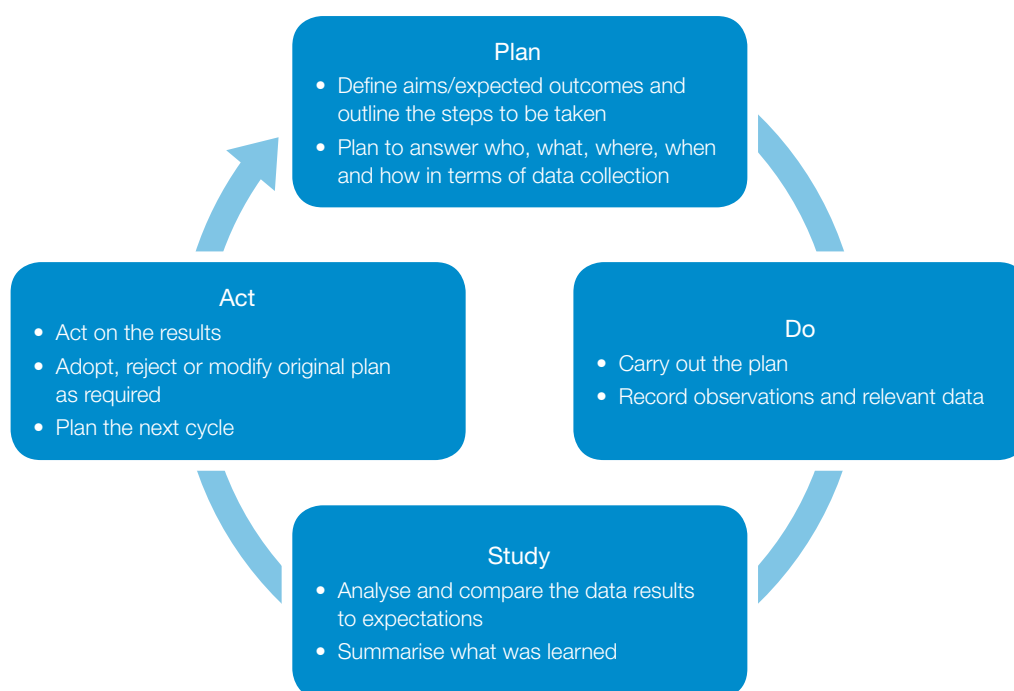 Plan
• Define aims/expected outcomes and
outline the steps to be taken
• Plan to answer who, what, where, when
and how in terms of data collection
Do
• Carry out the plan
• Record observations and relevant data
Study
• Analyse and compare the data results
to expectations
• Summarise what was learned
Act
• Act on the results
• Adopt, reject or modify original plan
as required
• Plan the next cycle